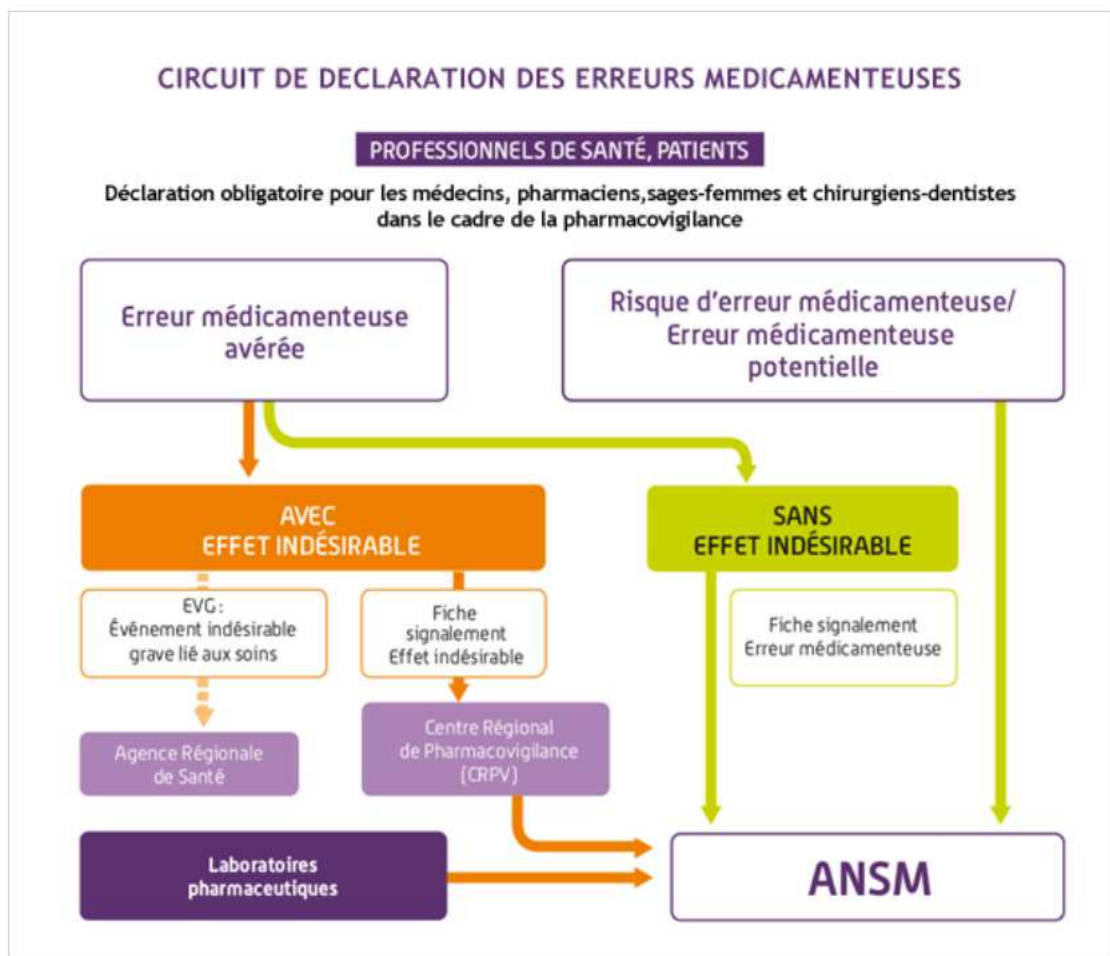 CIRCUIT DE DECLARATION DES ERREURS MEDICAMENTEUSES
PROFESSIONNELS DE SANTÉ, PATIENTS
Déclaration obligatoire pour les médecins, pharmaciens,sages-femmes et chirurgiens-dentistes
dans le cadre de la pharmacovigilance
Erreur médicamenteuse
avérée
Risque d'erreur médicamenteuse/
Erreur médicamenteuse
potentielle
AVEC
EFFET INDÉSIRABLE
SANS
EFFET INDÉSIRABLE
EVG :
Événement indésirable
grave lié aux soins
Fiche
signalement
Effet indésirable
Fiche signalement
Erreur médicamenteuse
Agence Régionale
de Santé
Centre Régional
de Pharmacovigilance
(CRPV)
Laboratoires
pharmaceutiques
ANSM